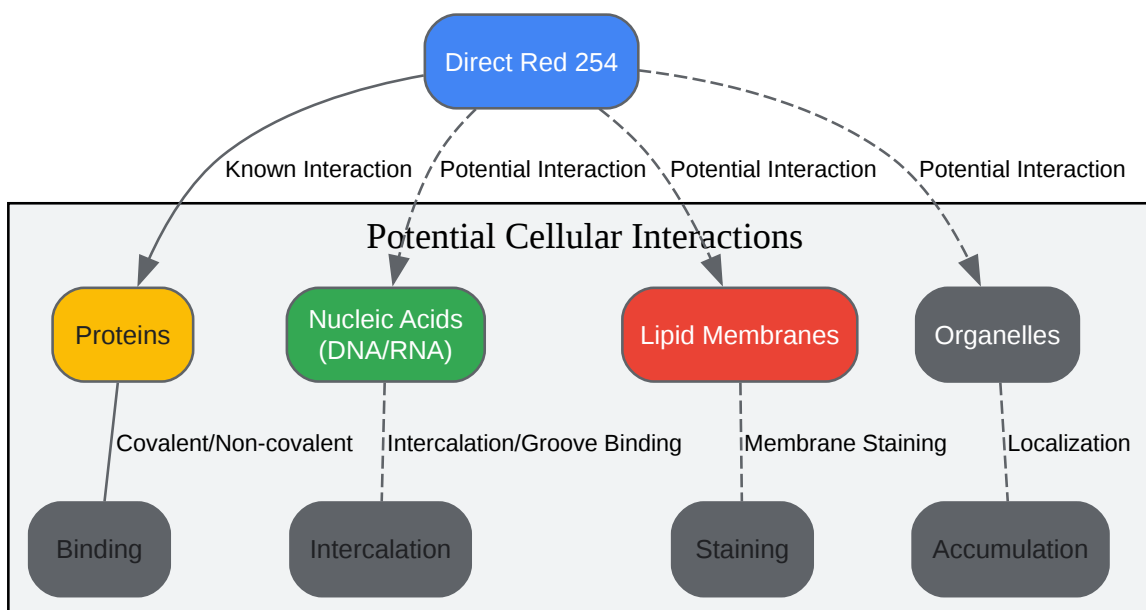 Direct Red 254
Known Interaction
Potential Interaction
Potential Interaction
Potential Interaction
Potential Cellular Interactions
Proteins
Nucleic Acids
(DNA/RNA)
Lipid Membranes
Organelles
Covalent/Non-covalent
Intercalation/Groove Binding
Membrane Staining
Localization
Binding
Intercalation
Staining
Accumulation